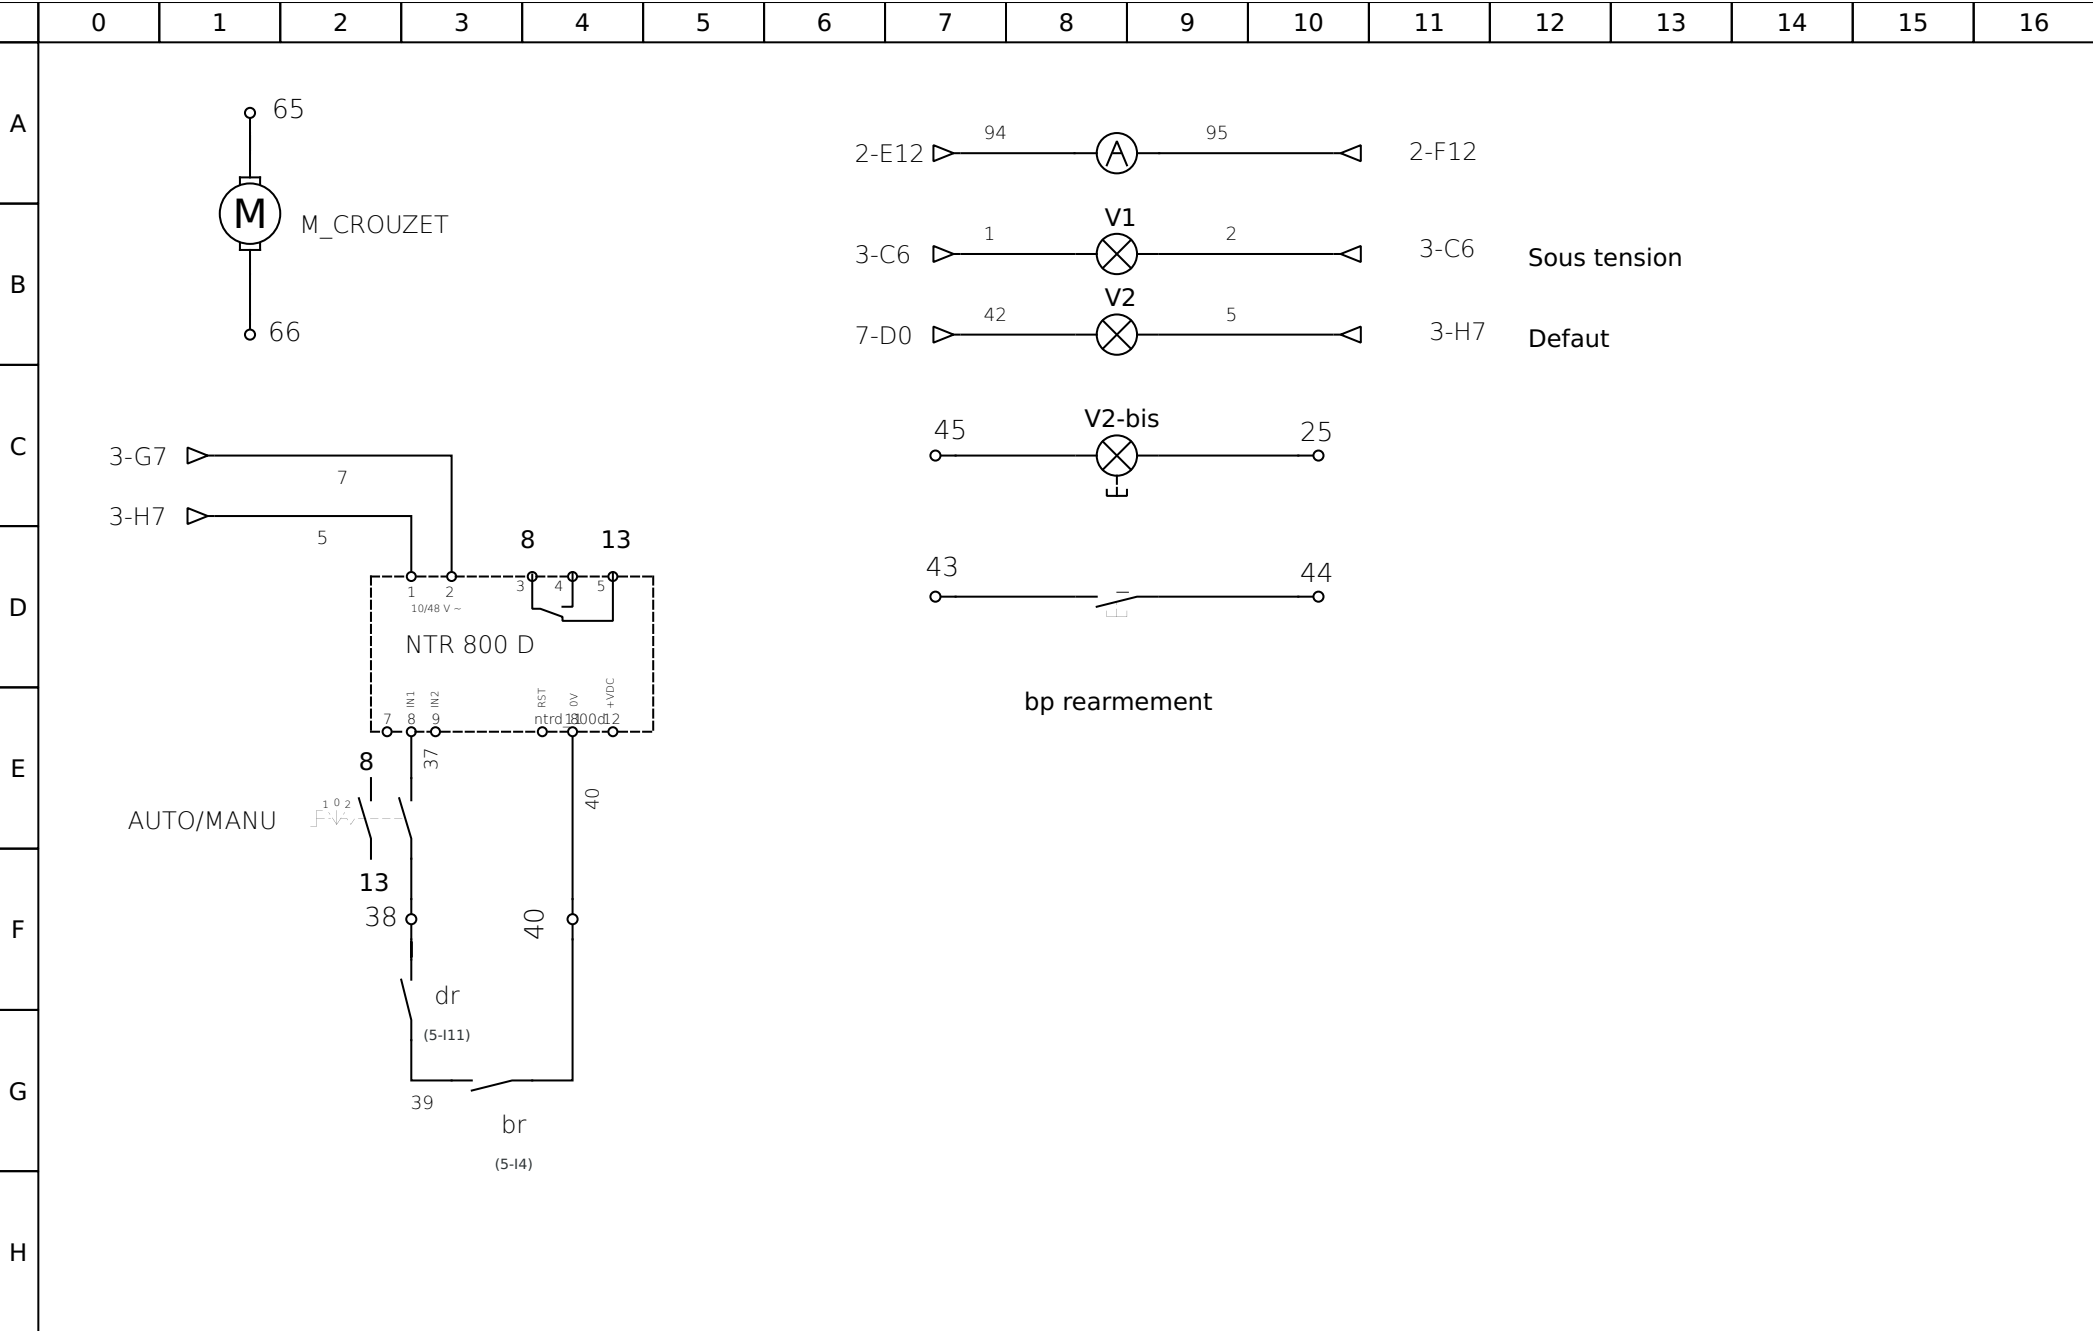 0 1 2 3 4 5 6 7 8 9 10 11 12 13 14 15 16
A
65
94 95
2-E12 A 2-F12
B
M M_CROUZET
V1
1 2
3-C6 3-C6 Sous tension
V2
66
42 5
7-D0 3-H7 Defaut
C
V2-bis
45 25
3-G7
7
3-H7
5
D
8 13
43 44
1 2 3 4 5
10/48 V ~
NTR 800 D
IN1 IN2 RST 0V +VDC
7 8 9 ntrd_800d 11 12
bp rearmement
E
8 37
40
1 0 2
AUTO/MANU
F
13
38 40
dr
(5-I11)
G
39
br
(5-I4)
H